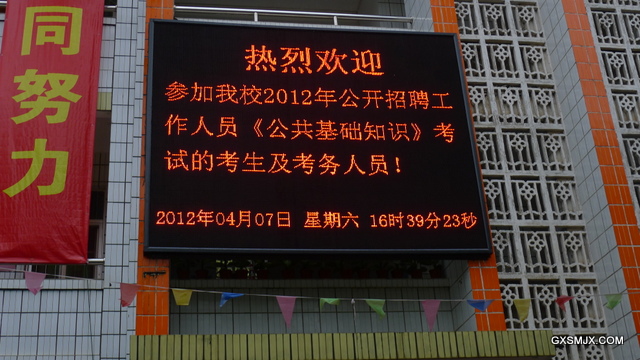 同努力
热烈欢迎
参加我校2012年公开招聘工
作人员《公共基础知识》考
试的考生及考务人员！
2012年04月07日 星期六 16时39分23秒
GXSMJX.COM